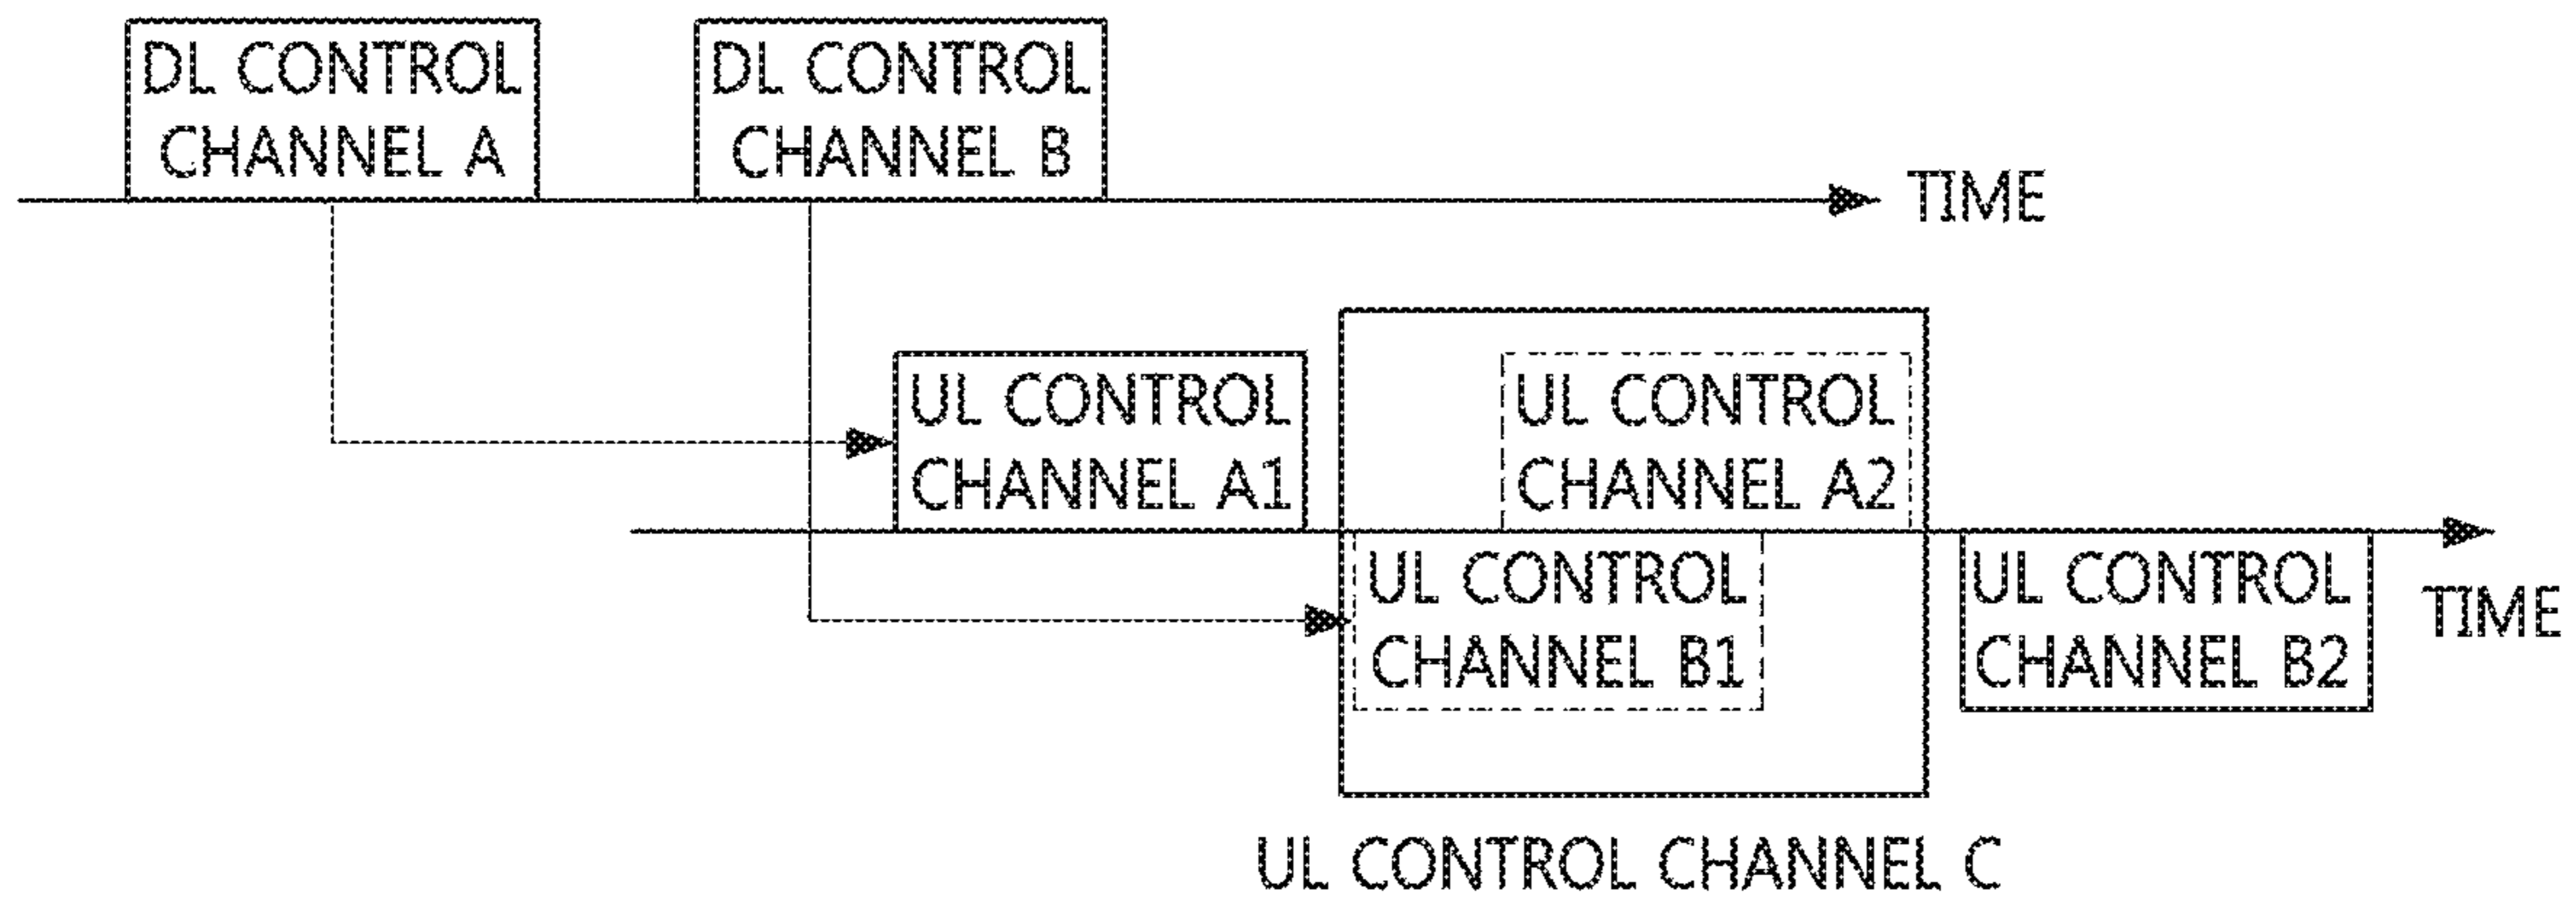 DL CONTROL
CHANNEL A
DL CONTROL
CHANNEL B
TIME
UL CONTROL
CHANNEL A1
UL CONTROL
CHANNEL A2
UL CONTROL
CHANNEL B1
UL CONTROL
CHANNEL B2
TIME
UL CONTROL CHANNEL C